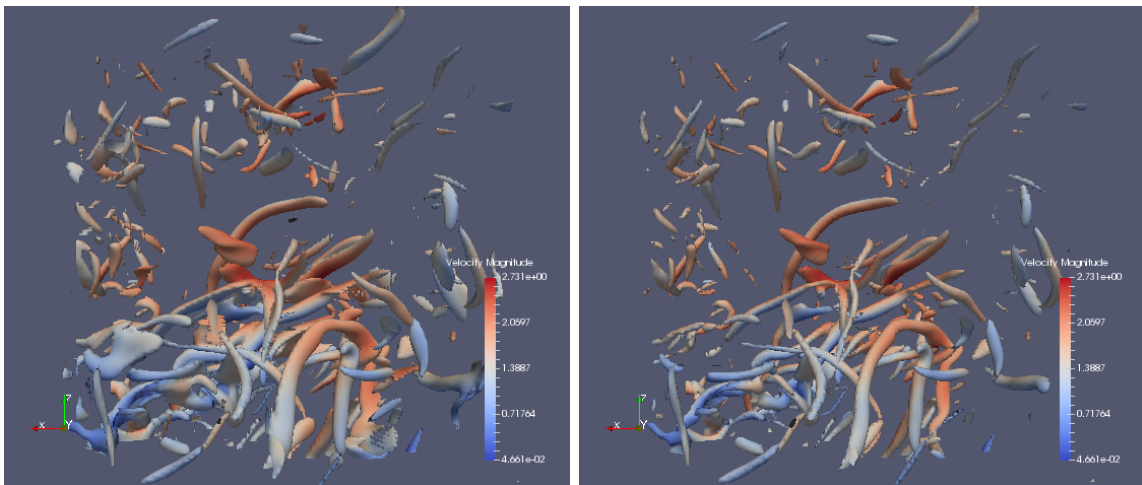 Velocity Magnitude
2.731e+00
2.0597
1.3887
0.71764
4.661e-02
Z
X
Y
Velocity Magnitude
2.731e+00
2.0597
1.3887
0.71764
4.661e-02
Z
X
Y